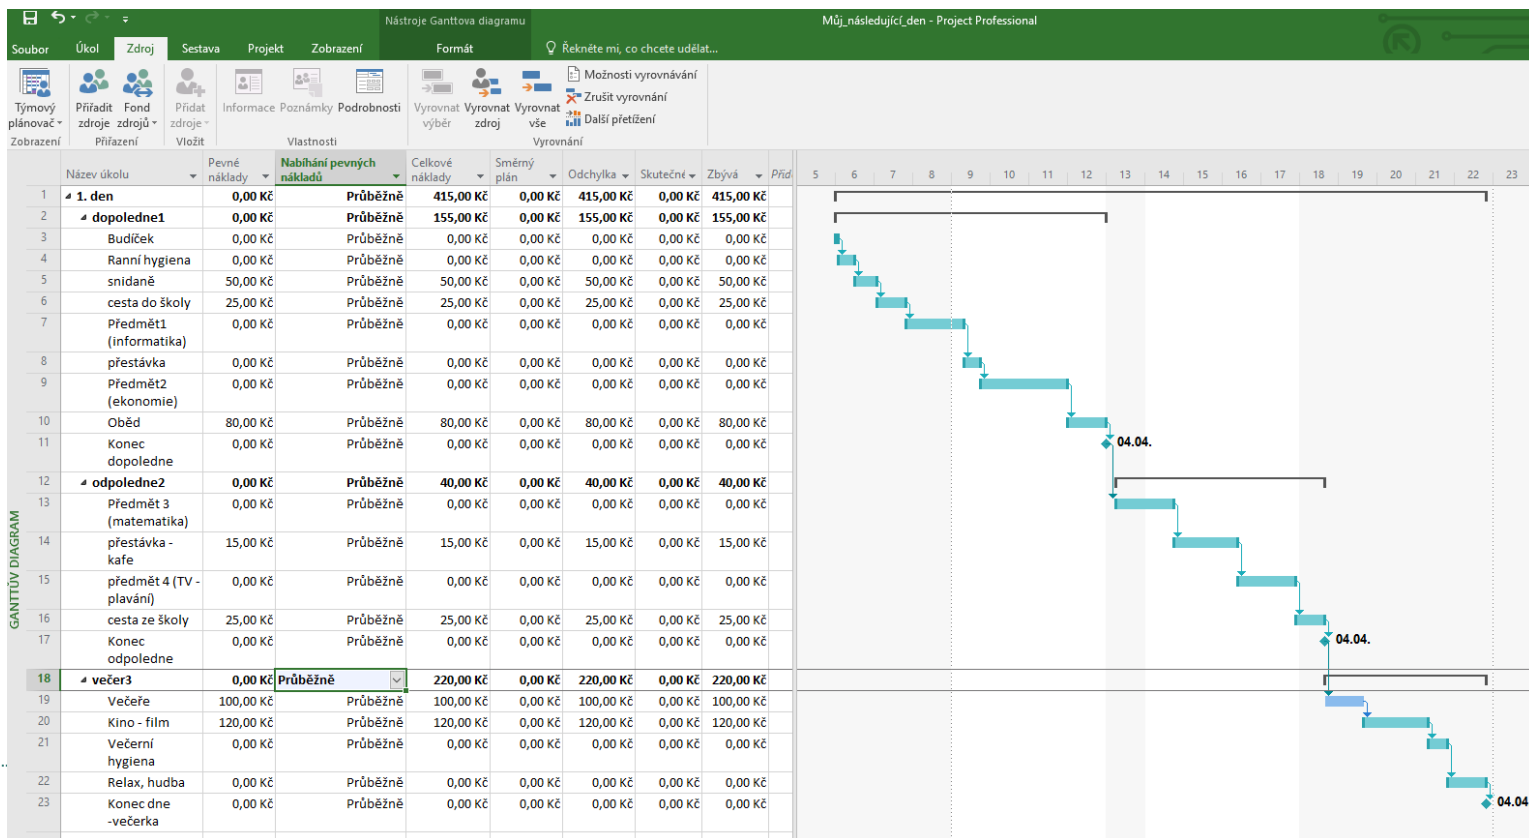 Nástroje Ganttova diagramu
Můj_následující_den - Project Professional
Soubor Úkol Zdroj Sestava Projekt Zobrazení Formát Řekněte mi, co chcete udělat...
Týmový plánovač
Přiřadit zdroje
Fond zdrojů
Přidat zdroje
Informace Poznámky Podrobnosti
Vyrovnat výběr
Vyrovnat zdroj
Vyrovnat vše
Možnosti vyrovnávání
Zrušit vyrovnání
Další přetížení
Zobrazení Přiřazení Vložit Vlastnosti Vyrovnání
Název úkolu Pevné náklady Nabíhání pevných nákladů Celkové náklady Směrný plán Odchylka Skutečné Zbývá Přid
5 6 7 8 9 10 11 12 13 14 15 16 17 18 19 20 21 22 23
1 1. den 0,00 Kč Průběžně 415,00 Kč 0,00 Kč 415,00 Kč 0,00 Kč 415,00 Kč
2 dopoledne1 0,00 Kč Průběžně 155,00 Kč 0,00 Kč 155,00 Kč 0,00 Kč 155,00 Kč
3 Budíček 0,00 Kč Průběžně 0,00 Kč 0,00 Kč 0,00 Kč 0,00 Kč 0,00 Kč
4 Ranní hygiena 0,00 Kč Průběžně 0,00 Kč 0,00 Kč 0,00 Kč 0,00 Kč 0,00 Kč
5 snidaně 50,00 Kč Průběžně 50,00 Kč 0,00 Kč 50,00 Kč 0,00 Kč 50,00 Kč
6 cesta do školy 25,00 Kč Průběžně 25,00 Kč 0,00 Kč 25,00 Kč 0,00 Kč 25,00 Kč
7 Předmět1 0,00 Kč Průběžně 0,00 Kč 0,00 Kč 0,00 Kč 0,00 Kč 0,00 Kč
(informatika)
8 přestávka 0,00 Kč Průběžně 0,00 Kč 0,00 Kč 0,00 Kč 0,00 Kč 0,00 Kč
9 Předmět2 0,00 Kč Průběžně 0,00 Kč 0,00 Kč 0,00 Kč 0,00 Kč 0,00 Kč
(ekonomie)
10 Oběd 80,00 Kč Průběžně 80,00 Kč 0,00 Kč 80,00 Kč 0,00 Kč 80,00 Kč
11 Konec 0,00 Kč Průběžně 0,00 Kč 0,00 Kč 0,00 Kč 0,00 Kč 0,00 Kč 04.04.
dopoledne
12 odpoledne2 0,00 Kč Průběžně 40,00 Kč 0,00 Kč 40,00 Kč 0,00 Kč 40,00 Kč
13 Předmět 3 0,00 Kč Průběžně 0,00 Kč 0,00 Kč 0,00 Kč 0,00 Kč 0,00 Kč
(matematika)
14 přestávka - 15,00 Kč Průběžně 15,00 Kč 0,00 Kč 15,00 Kč 0,00 Kč 15,00 Kč
kafe
15 předmět 4 (TV - 0,00 Kč Průběžně 0,00 Kč 0,00 Kč 0,00 Kč 0,00 Kč 0,00 Kč
plavání)
16 cesta ze školy 25,00 Kč Průběžně 25,00 Kč 0,00 Kč 25,00 Kč 0,00 Kč 25,00 Kč
17 Konec 0,00 Kč Průběžně 0,00 Kč 0,00 Kč 0,00 Kč 0,00 Kč 0,00 Kč 04.04.
odpoledne
18 večer3 0,00 Kč Průběžně 220,00 Kč 0,00 Kč 220,00 Kč 0,00 Kč 220,00 Kč
19 Večeře 100,00 Kč Průběžně 100,00 Kč 0,00 Kč 100,00 Kč 0,00 Kč 100,00 Kč
20 Kino - film 120,00 Kč Průběžně 120,00 Kč 0,00 Kč 120,00 Kč 0,00 Kč 120,00 Kč
21 Večerní 0,00 Kč Průběžně 0,00 Kč 0,00 Kč 0,00 Kč 0,00 Kč 0,00 Kč
hygiena
22 Relax, hudba 0,00 Kč Průběžně 0,00 Kč 0,00 Kč 0,00 Kč 0,00 Kč 0,00 Kč
23 Konec dne 0,00 Kč Průběžně 0,00 Kč 0,00 Kč 0,00 Kč 0,00 Kč 0,00 Kč 04.04
-večerka
GANTTŮV DIAGRAM